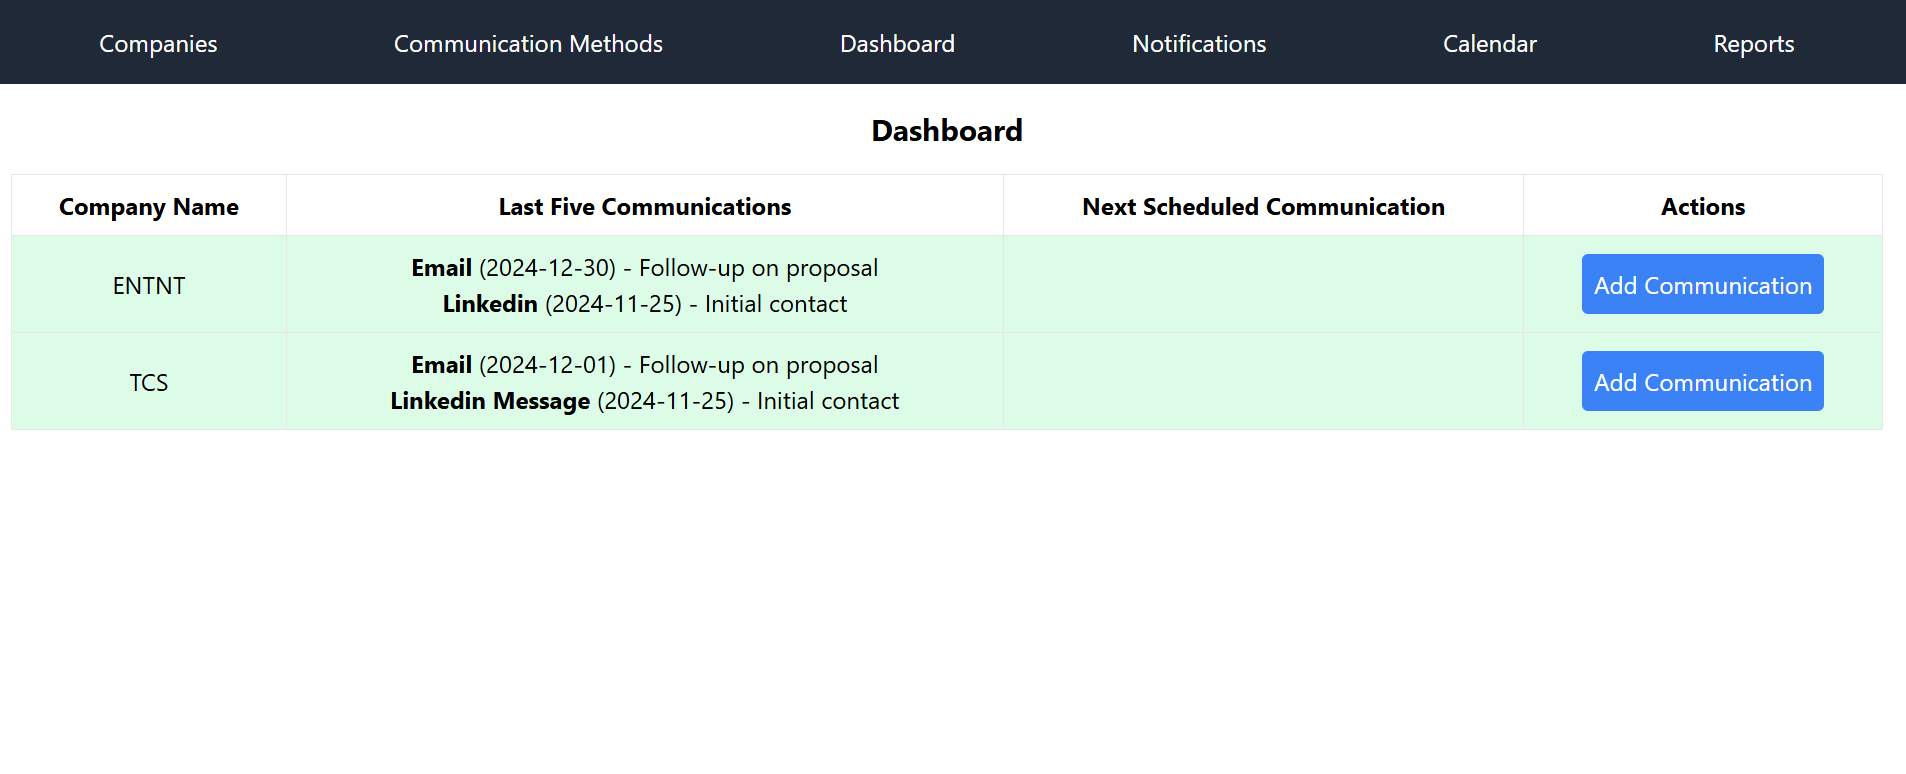 Companies Communication Methods Dashboard Notifications Calendar Reports
Dashboard
Company Name Last Five Communications Next Scheduled Communication Actions
ENTNT
Email (2024-12-30) - Follow-up on proposal
Linkedin (2024-11-25) - Initial contact
Add Communication
TCS
Email (2024-12-01) - Follow-up on proposal
Linkedin Message (2024-11-25) - Initial contact
Add Communication